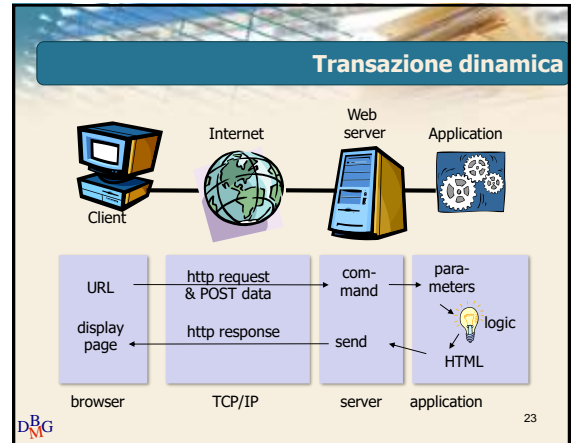 Transazione dinamica
Internet
Web
server
Application
Client
URL
http request
& POST data
com-
mand
para-
meters
logic
display
page
http response
send
HTML
browser
TCP/IP
server
application
DBMG
23